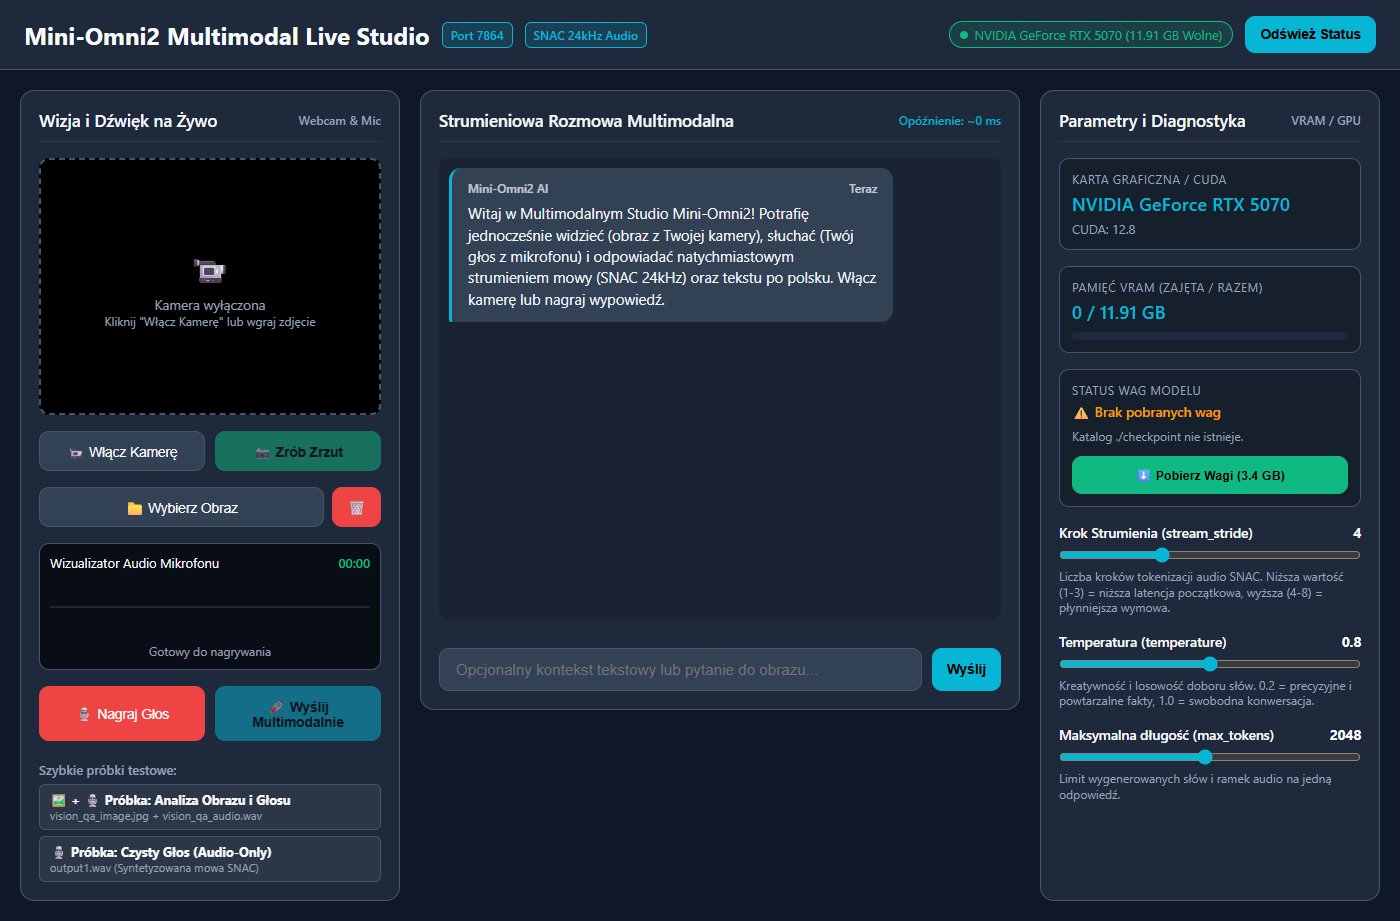 Mini-Omni2 Multimodal Live Studio
Port 7864
SNAC 24kHz Audio
NVIDIA GeForce RTX 5070 (11.91 GB Wolne)
Odśwież Status
Wizja i Dźwięk na Żywo
Webcam & Mic
Kamera wyłączona
Kliknij "Włącz Kamerę" lub wgraj zdjęcie
Włącz Kamerę
Zrób Zrzut
Wybierz Obraz
Wizualizator Audio Mikrofonu
00:00
Gotowy do nagrywania
Nagraj Głos
Wyślij
Multimodalnie
Szybkie próbki testowe:
+ Próbka: Analiza Obrazu i Głosu
vision_qa_image.jpg + vision_qa_audio.wav
Próbka: Czysty Głos (Audio-Only)
output1.wav (Syntetyzowana mowa SNAC)
Strumieniowa Rozmowa Multimodalna
Opóźnienie: ~0 ms
Mini-Omni2 AI
Teraz
Witaj w Multimodalnym Studio Mini-Omni2! Potrafię
jednocześnie widzieć (obraz z Twojej kamery), słuchać (Twój
głos z mikrofonu) i odpowiadać natychmiastowym
strumieniem mowy (SNAC 24kHz) oraz tekstu po polsku. Włącz
kamerę lub nagraj wypowiedź.
Opcjonalny kontekst tekstowy lub pytanie do obrazu...
Wyślij
Parametry i Diagnostyka
VRAM / GPU
KARTA GRAFICZNA / CUDA
NVIDIA GeForce RTX 5070
CUDA: 12.8
PAMIĘĆ VRAM (ZAJĘTA / RAZEM)
0 / 11.91 GB
STATUS WAG MODELU
Brak pobranych wag
Katalog ./checkpoint nie istnieje.
Pobierz Wagi (3.4 GB)
Krok Strumienia (stream_stride)
4
Liczba kroków tokenizacji audio SNAC. Niższa wartość
(1-3) = niższa latencja początkowa, wyższa (4-8) =
płynniejsza wymowa.
Temperatura (temperature)
0.8
Kreatywność i losowość doboru słów. 0.2 = precyzyjne i
powtarzalne fakty, 1.0 = swobodna konwersacja.
Maksymalna długość (max_tokens)
2048
Limit wygenerowanych słów i ramek audio na jedną
odpowiedź.